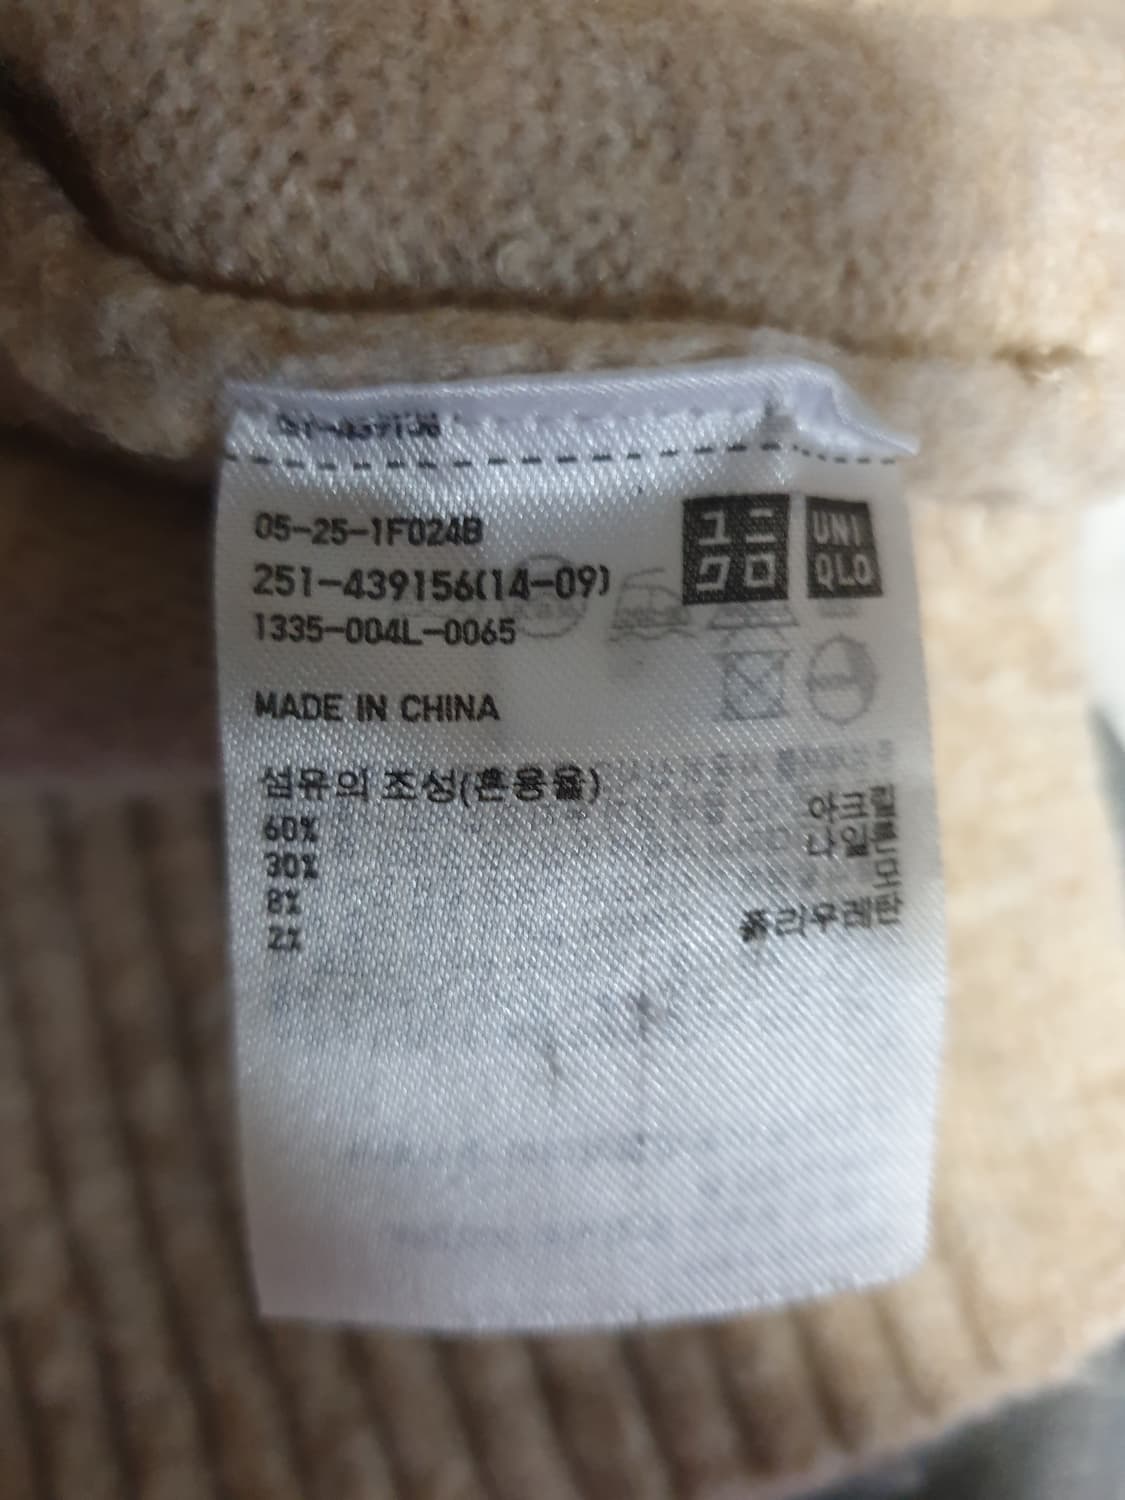 05-25-1F024B
ユニ
クロ
UNI
QLO
251-439156(14-09)
1335-004L-0065
MADE IN CHINA
섬유의 조성(혼용율)
60% 아크릴
30% 나일론
8% 모
2% 폴리우레탄